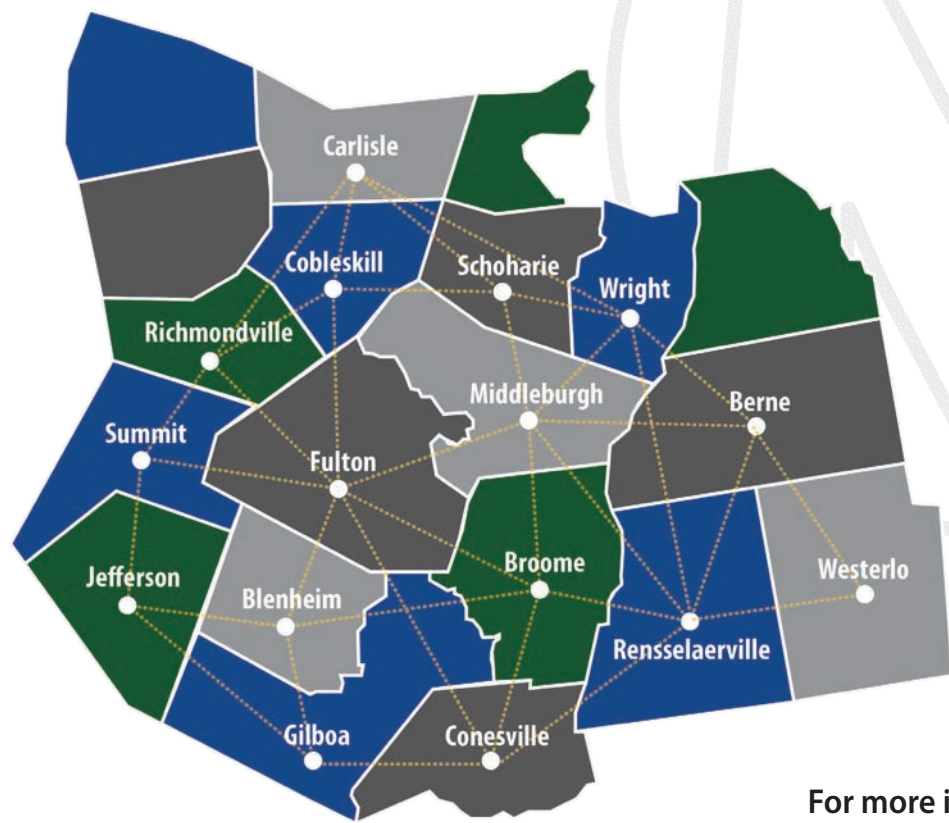 Carlisle
Cobleskill
Schoharie
Wright
Richmondville
Middleburgh
Berne
Summit
Fulton
Broome
Westerlo
Jefferson
Blenheim
Rensselaerville
Gilboa
Conesville
For more i